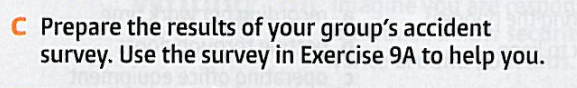 C Prepare the results of your group's accident
survey. Use the survey in Exercise 9A to help you.